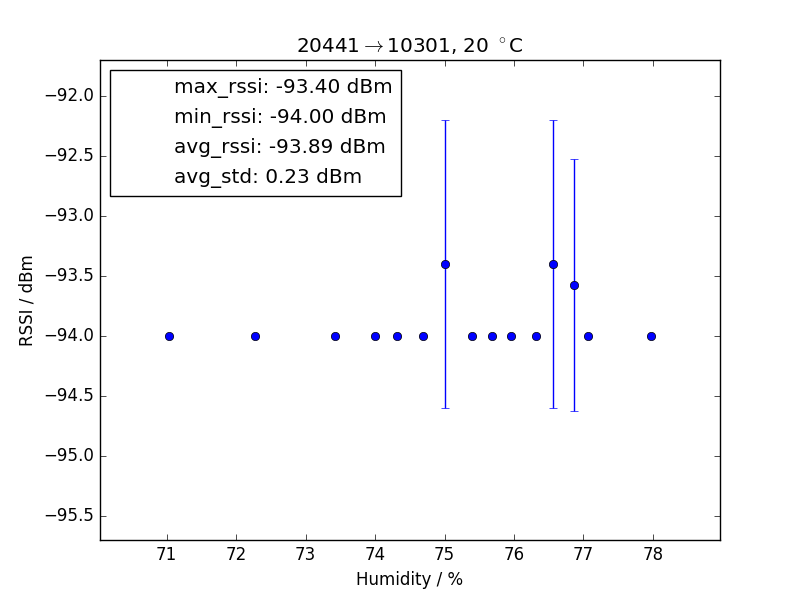 20441→10301, 20 °C
max_rssi: -93.40 dBm
min_rssi: -94.00 dBm
avg_rssi: -93.89 dBm
avg_std: 0.23 dBm
RSSI / dBm
−92.0
−92.5
−93.0
−93.5
−94.0
−94.5
−95.0
−95.5
71 72 73 74 75 76 77 78
Humidity / %